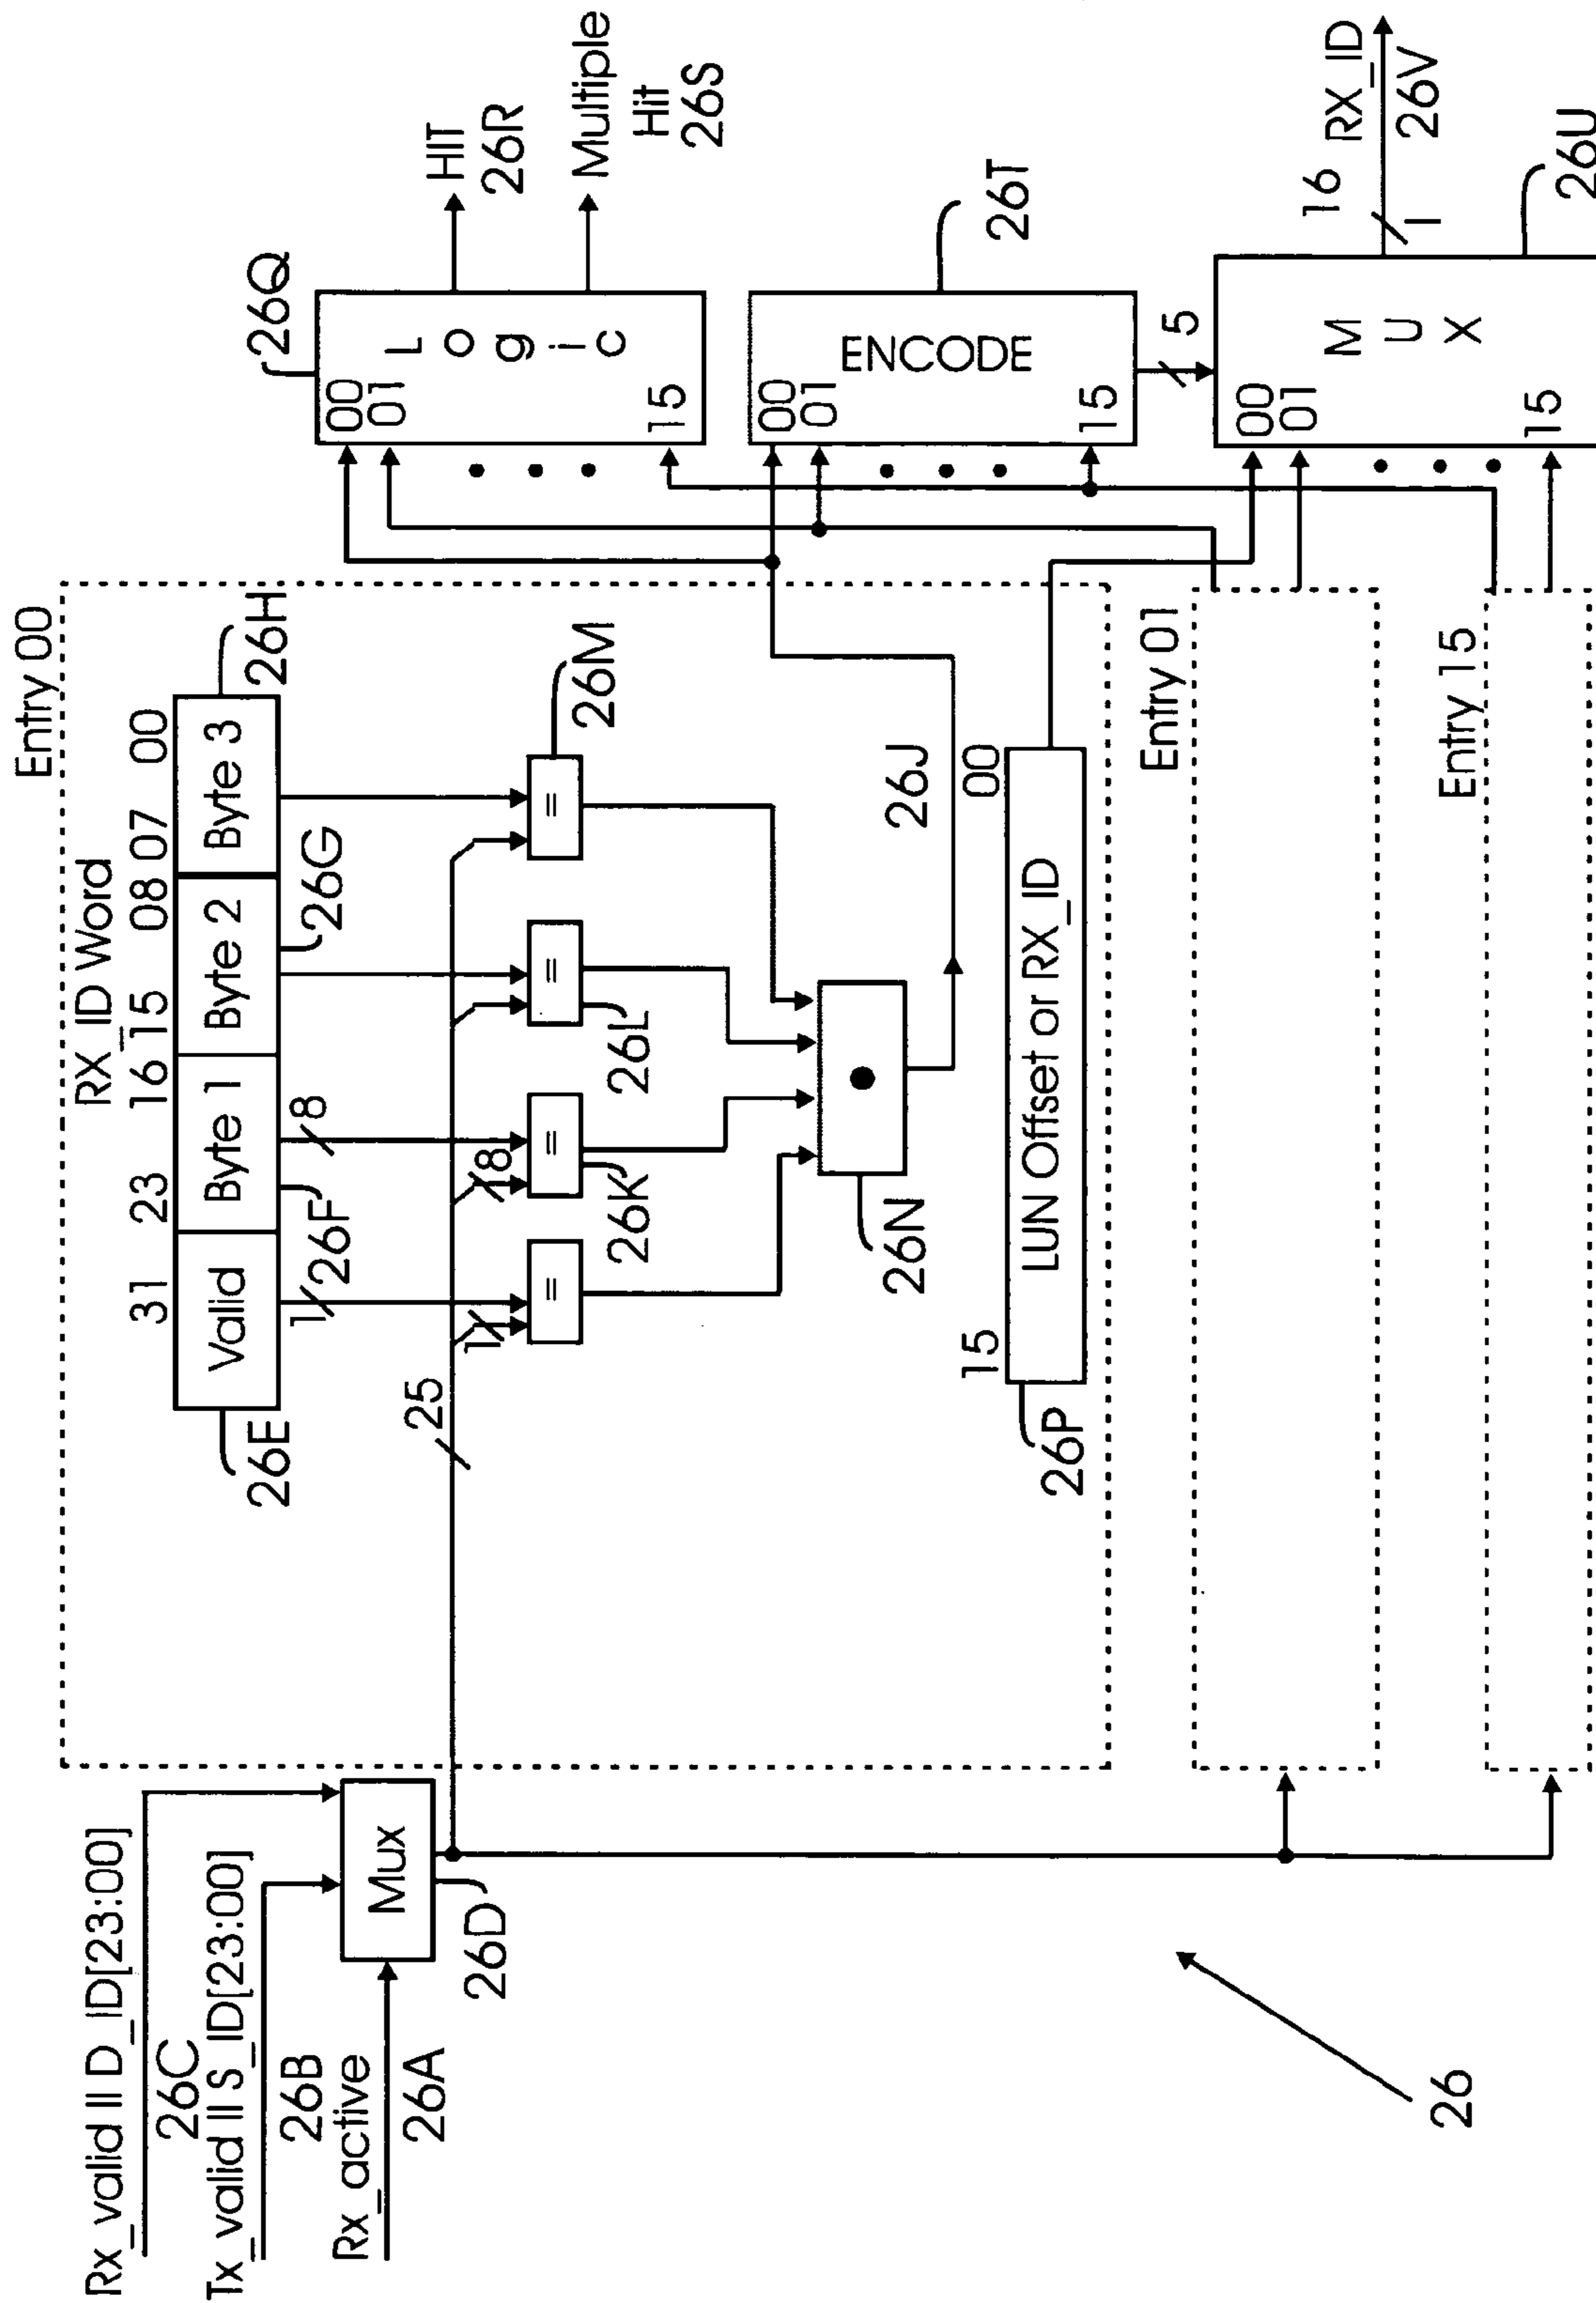 Rx_valid II D_ID[23:00]
26C
Tx_valid II S_ID[23:00]
26B
Rx_active
26A
Mux
26D
26
Entry 00
RX_ID Word
31 23 16 15 08 07 00
Valid Byte 1 Byte 2 Byte 3
26E
26F
26G
26H
1 8
25
1 8
= = = =
26K
26L
26M
26N
26J
15 00
LUN Offset or RX_ID
26P
Entry 01
Entry 15
26Q
00
01
15
Logic
HIT
26R
Multiple
Hit
26S
00
01
15
ENCODE
26T
5
00
01
15
MUX
26U
16
RX_ID
26V